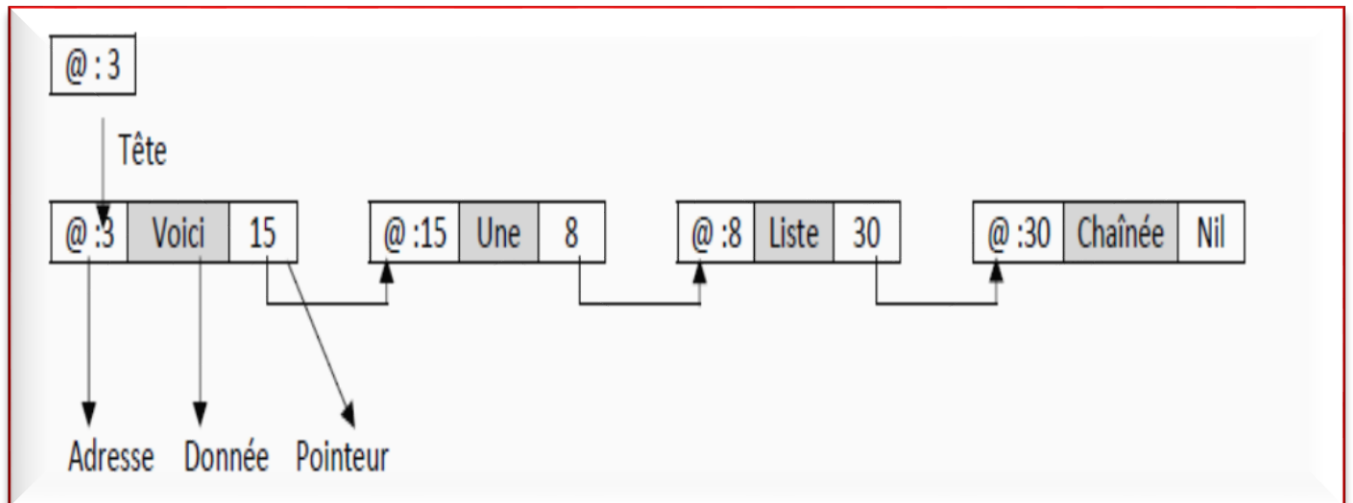 @ : 3
Tête
@ :3 Voici 15 @ :15 Une 8 @ :8 Liste 30 @ :30 Chaînée Nil
Adresse Donnée Pointeur